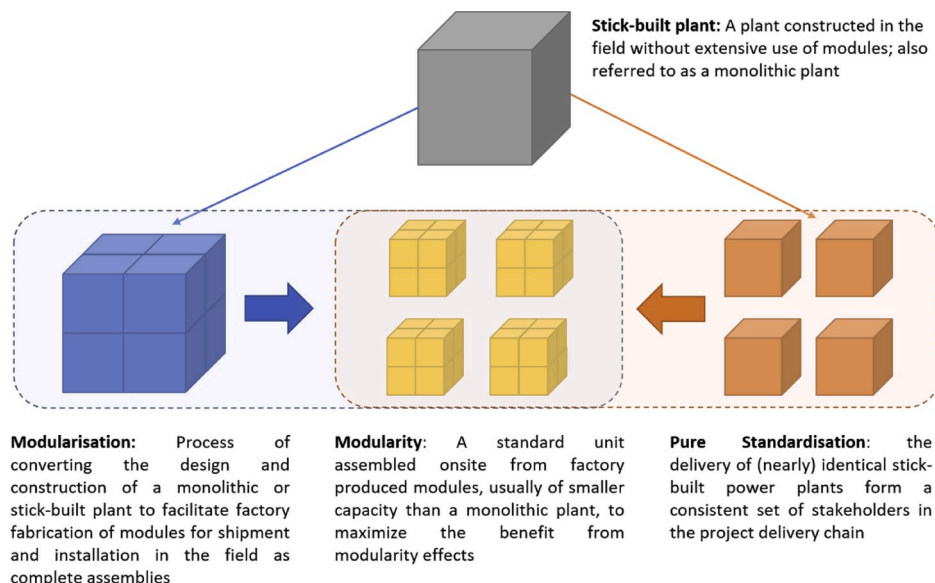 Stick-built plant: A plant constructed in the
field without extensive use of modules; also
referred to as a monolithic plant
Modularisation: Process of
converting the design and
construction of a monolithic or
stick-built plant to facilitate factory
fabrication of modules for shipment
and installation in the field as
complete assemblies
Modularity: A standard unit
assembled onsite from factory
produced modules, usually of smaller
capacity than a monolithic plant, to
maximize the benefit from
modularity effects
Pure Standardisation: the
delivery of (nearly) identical stick-
built power plants form a
consistent set of stakeholders in
the project delivery chain